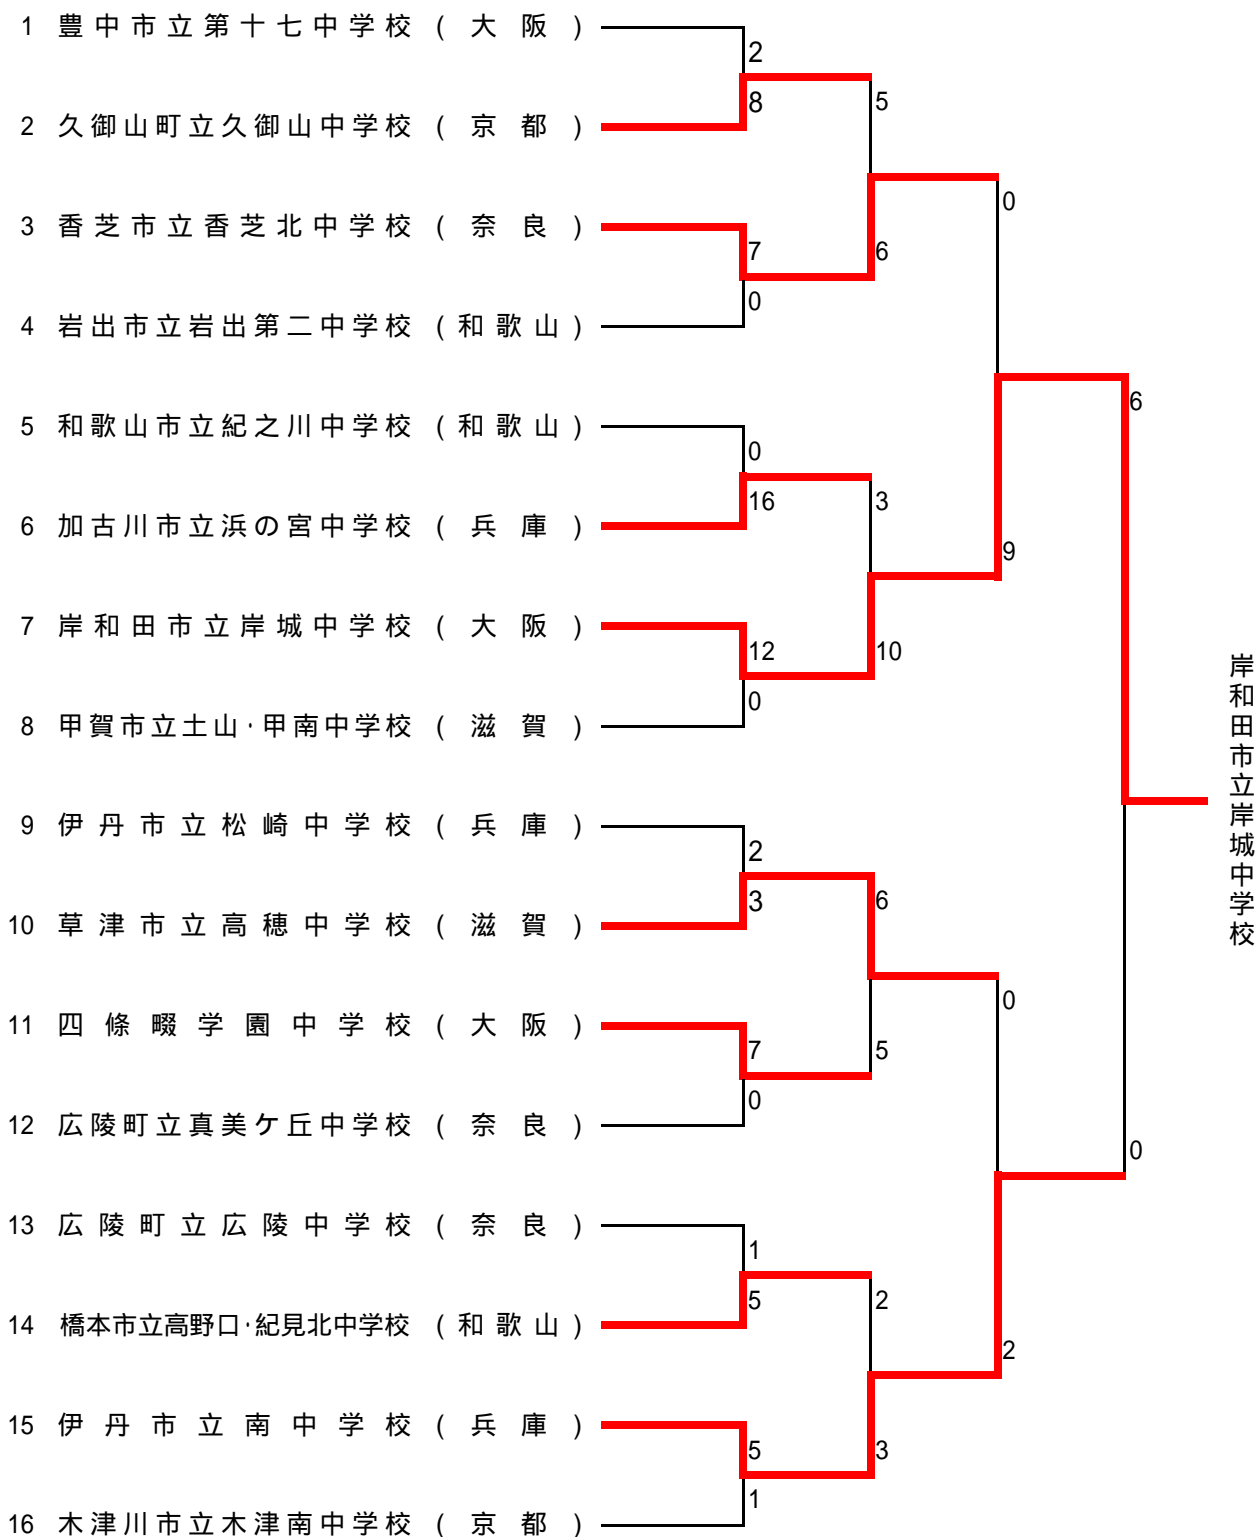 1 豊中市立第十七中学校 (大阪)
2
8
2 久御山町立久御山中学校 (京都)
5
3 香芝市立香芝北中学校 (奈良)
7
0
6
4 岩出市立岩出第二中学校 (和歌山)
0
5 和歌山市立紀之川中学校 (和歌山)
0
16
6 加古川市立浜の宮中学校 (兵庫)
3
9
7 岸和田市立岸城中学校 (大阪)
12
0
10
8 甲賀市立土山・甲南中学校 (滋賀)
6
9 伊丹市立松崎中学校 (兵庫)
2
3
10 草津市立高穂中学校 (滋賀)
6
11 四條畷学園中学校 (大阪)
7
0
5
12 広陵町立真美ケ丘中学校 (奈良)
0
13 広陵町立広陵中学校 (奈良)
1
5
14 橋本市立高野口・紀見北中学校 (和歌山)
2
2
15 伊丹市立南中学校 (兵庫)
5
1
3
16 木津川市立木津南中学校 (京都)
0
岸和田市立岸城中学校